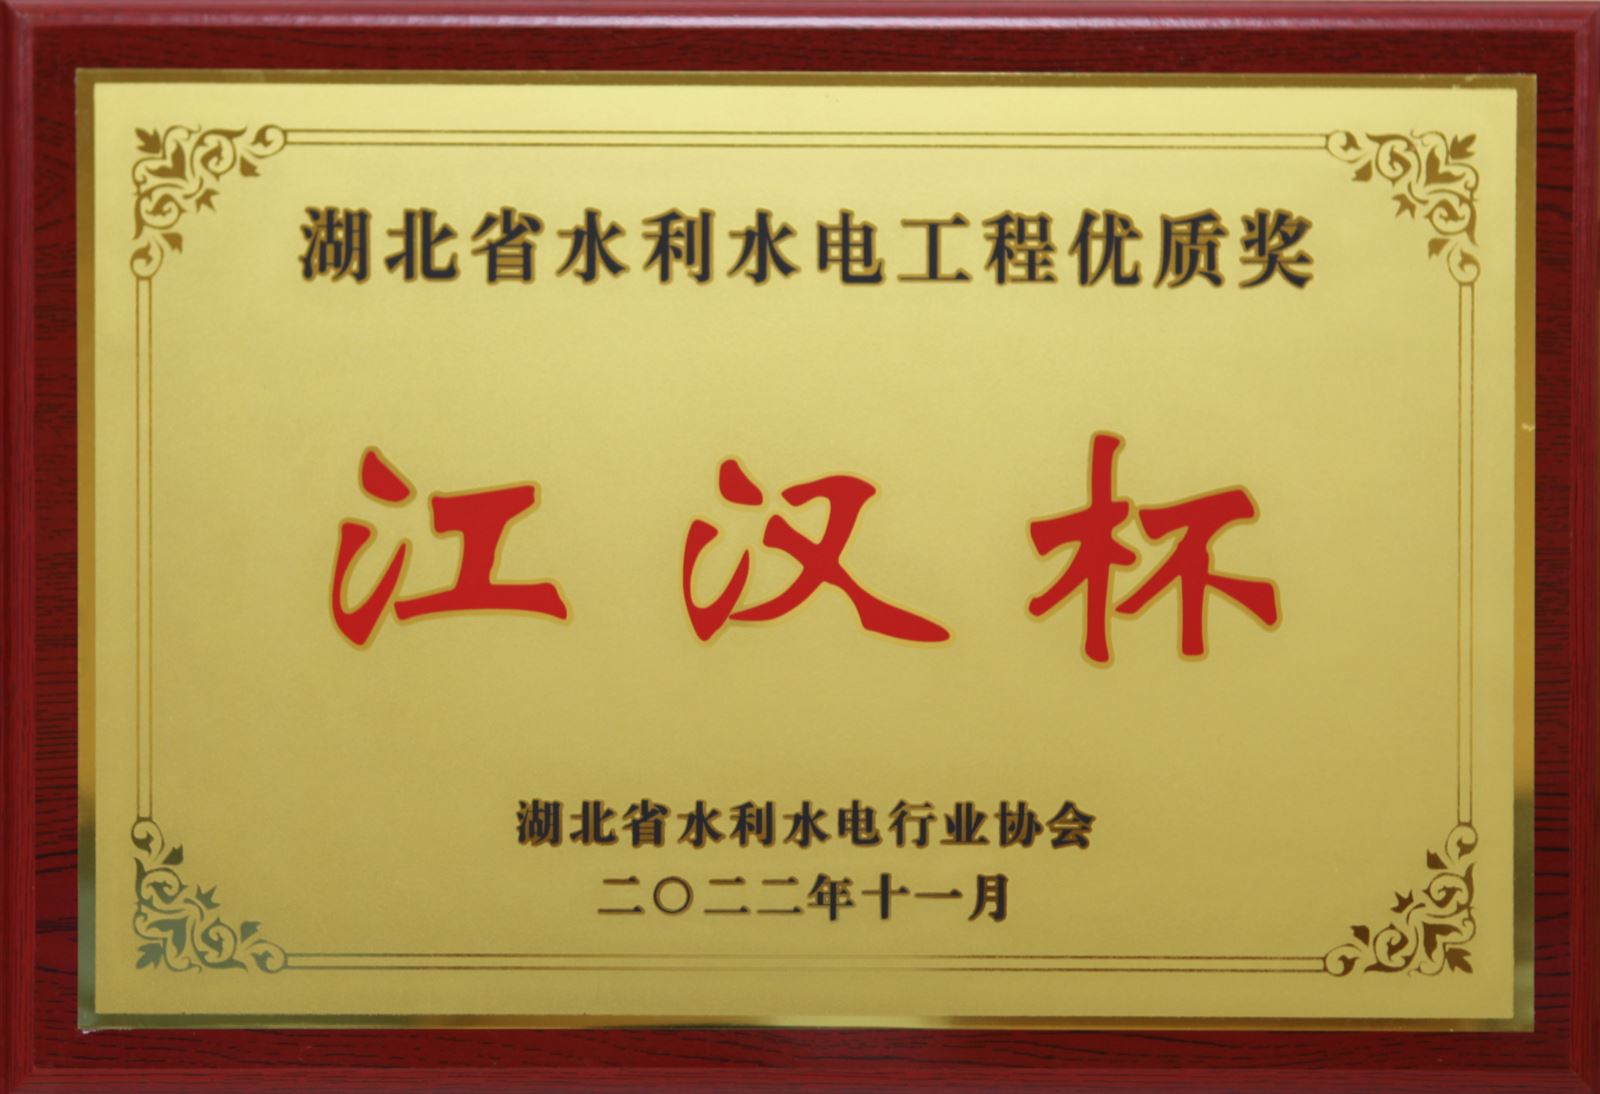 湖北省水利水电工程优质奖
江汉杯
湖北省水利水电行业协会
二〇二二年十一月